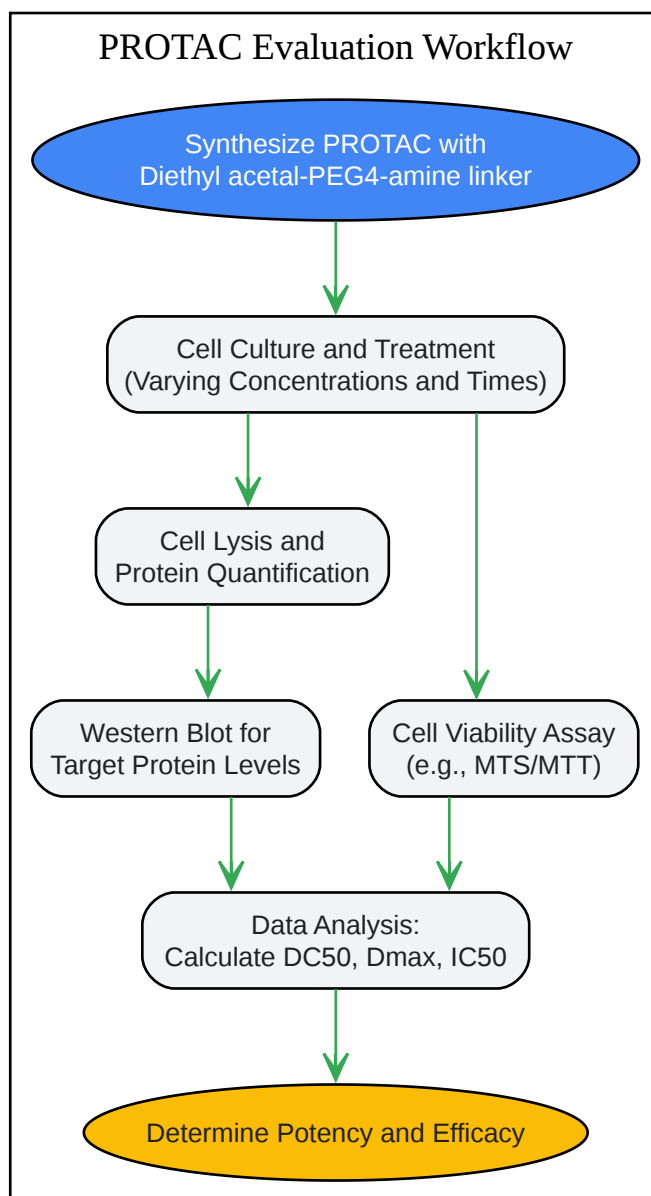 PROTAC Evaluation Workflow
Synthesize PROTAC with
Diethyl acetal-PEG4-amine linker
Cell Culture and Treatment
(Varying Concentrations and Times)
Cell Lysis and
Protein Quantification
Western Blot for
Target Protein Levels
Cell Viability Assay
(e.g., MTS/MTT)
Data Analysis:
Calculate DC50, Dmax, IC50
Determine Potency and Efficacy